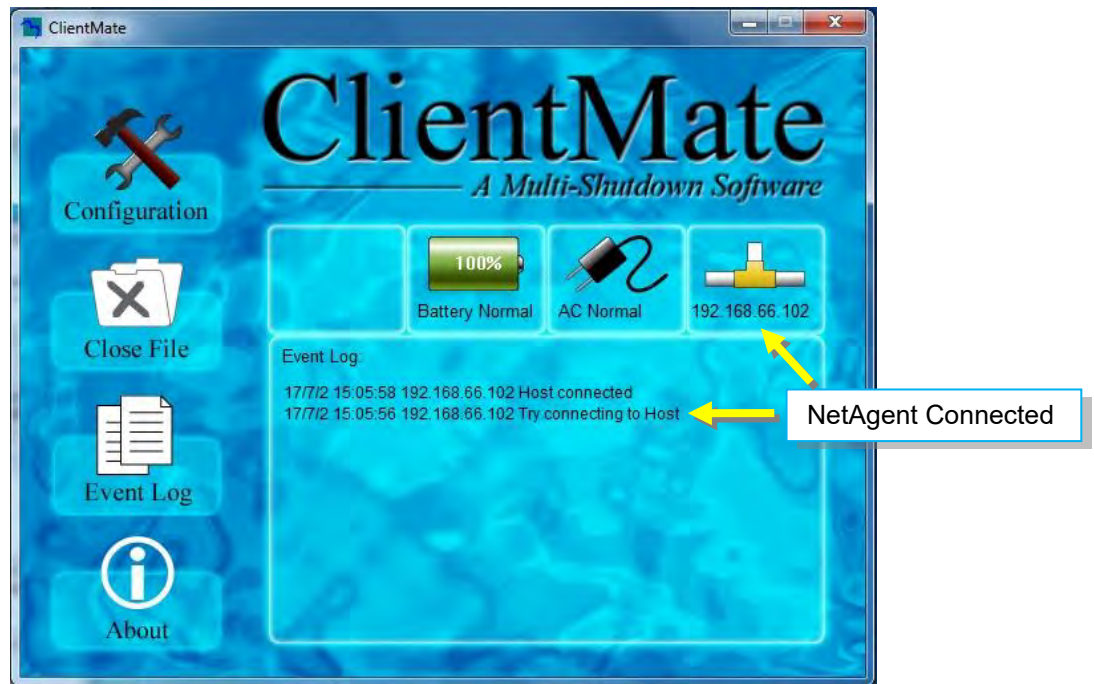 ClientMate
ClientMate
A Multi-Shutdown Software
Configuration
Close File
Event Log
About
100%
Battery Normal
AC Normal
192.168.66.102
Event Log:
17/7/2 15:05:58 192.168.66.102 Host connected
17/7/2 15:05:56 192.168.66.102 Try connecting to Host
NetAgent Connected